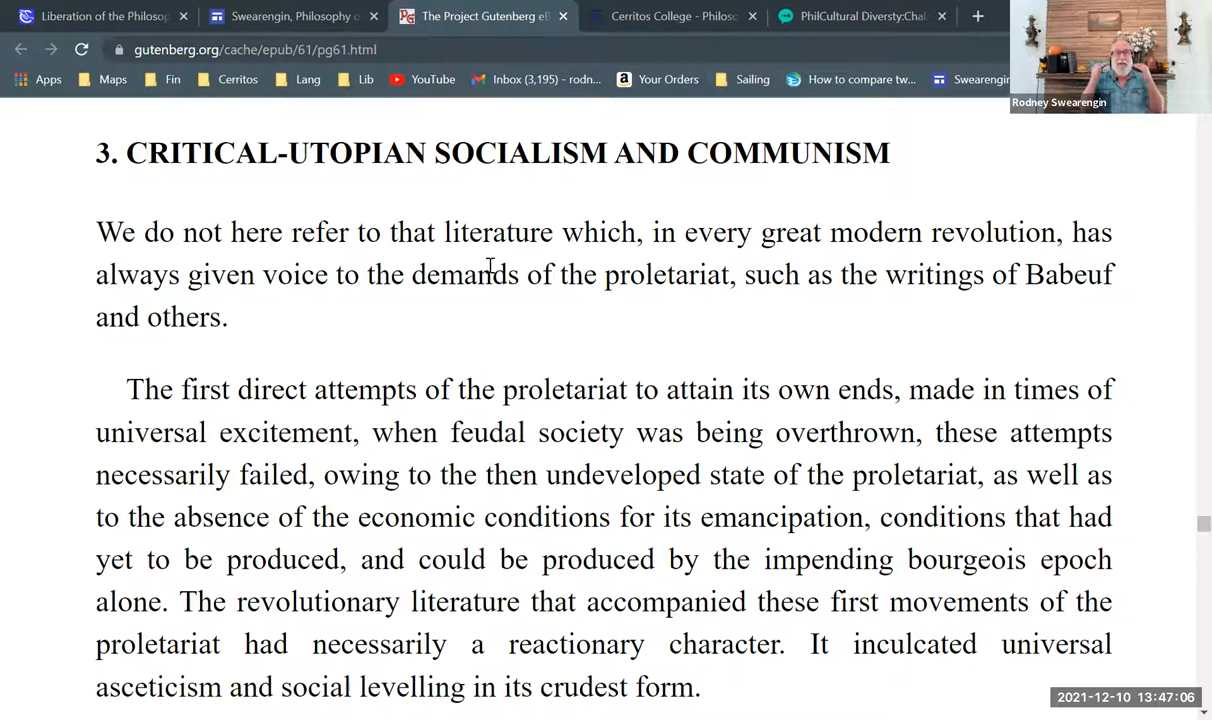 Liberation of the Philosop
Swearengin, Philosophy o
The Project Gutenberg eB
Cerritos College - Philoso
PhilCultural Diversty:Chal
gutenberg.org/cache/epub/61/pg61.html
Apps
Maps
Fin
Cerritos
Lang
Lib
YouTube
Inbox (3,195) - rodn...
Your Orders
Sailing
How to compare tw...
Swearengin
Rodney Swearengin
3. CRITICAL-UTOPIAN SOCIALISM AND COMMUNISM
We do not here refer to that literature which, in every great modern revolution, has
always given voice to the demands of the proletariat, such as the writings of Babeuf
and others.
The first direct attempts of the proletariat to attain its own ends, made in times of
universal excitement, when feudal society was being overthrown, these attempts
necessarily failed, owing to the then undeveloped state of the proletariat, as well as
to the absence of the economic conditions for its emancipation, conditions that had
yet to be produced, and could be produced by the impending bourgeois epoch
alone. The revolutionary literature that accompanied these first movements of the
proletariat had necessarily a reactionary character. It inculcated universal
asceticism and social levelling in its crudest form.
2021-12-10 13:47:06